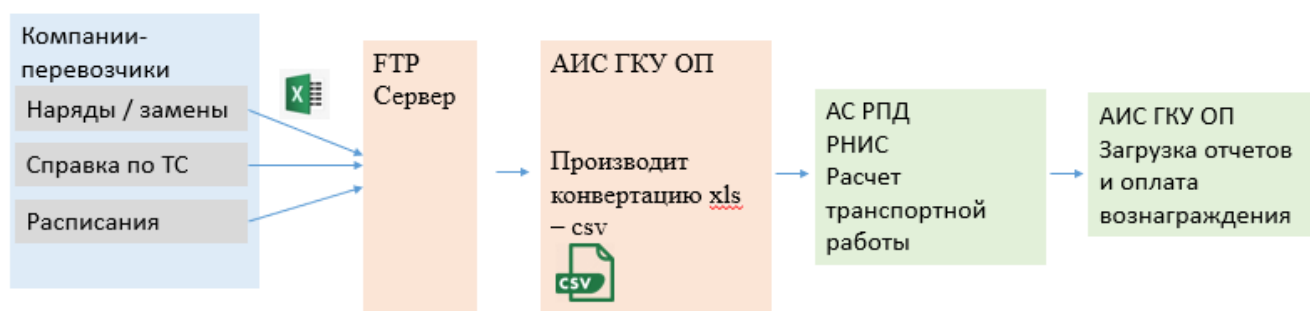 Компании-
перевозчики
Наряды / замены
Справка по ТС
Расписания
X
FTP
Сервер
АИС ГКУ ОП
Производит
конвертацию xls
– csv
CSV
АС РПД
РНИС
Расчет
транспортной
работы
АИС ГКУ ОП
Загрузка отчетов
и оплата
вознаграждения